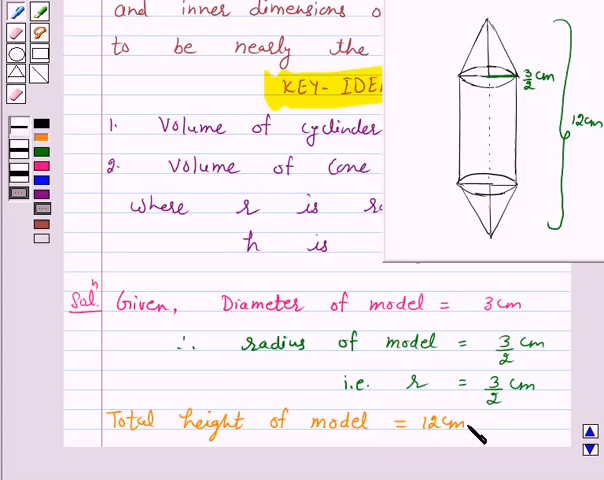 and inner dimensions o
to be nearly the
KEY- IDE
1. Volume of cylinder
2. Volume of Cone
where r is ra
h is
Solⁿ Given, Diameter of model = 3cm
∴ radius of model = 3/2 cm
i.e. r = 3/2 cm
Total height of model = 12cm
3/2 cm
12cm